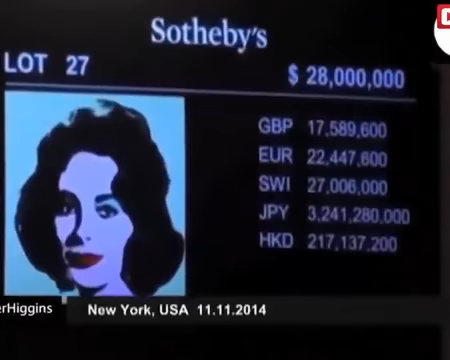 Sotheby's
LOT 27
$ 28,000,000
GBP 17,589,600
EUR 22,447,600
SWI 27,006,000
JPY 3,241,280,000
HKD 217,137,200
erHiggins
New York, USA 11.11.2014